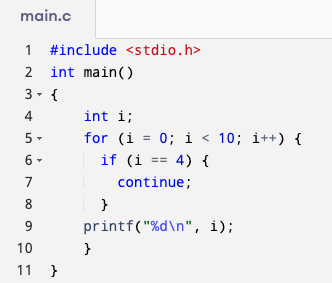 main.c
1 #include <stdio.h>
2 int main()
3 {
4     int i;
5     for (i = 0; i < 10; i++) {
6       if (i == 4) {
7         continue;
8       }
9     printf("%d\n", i);
10     }
11 }